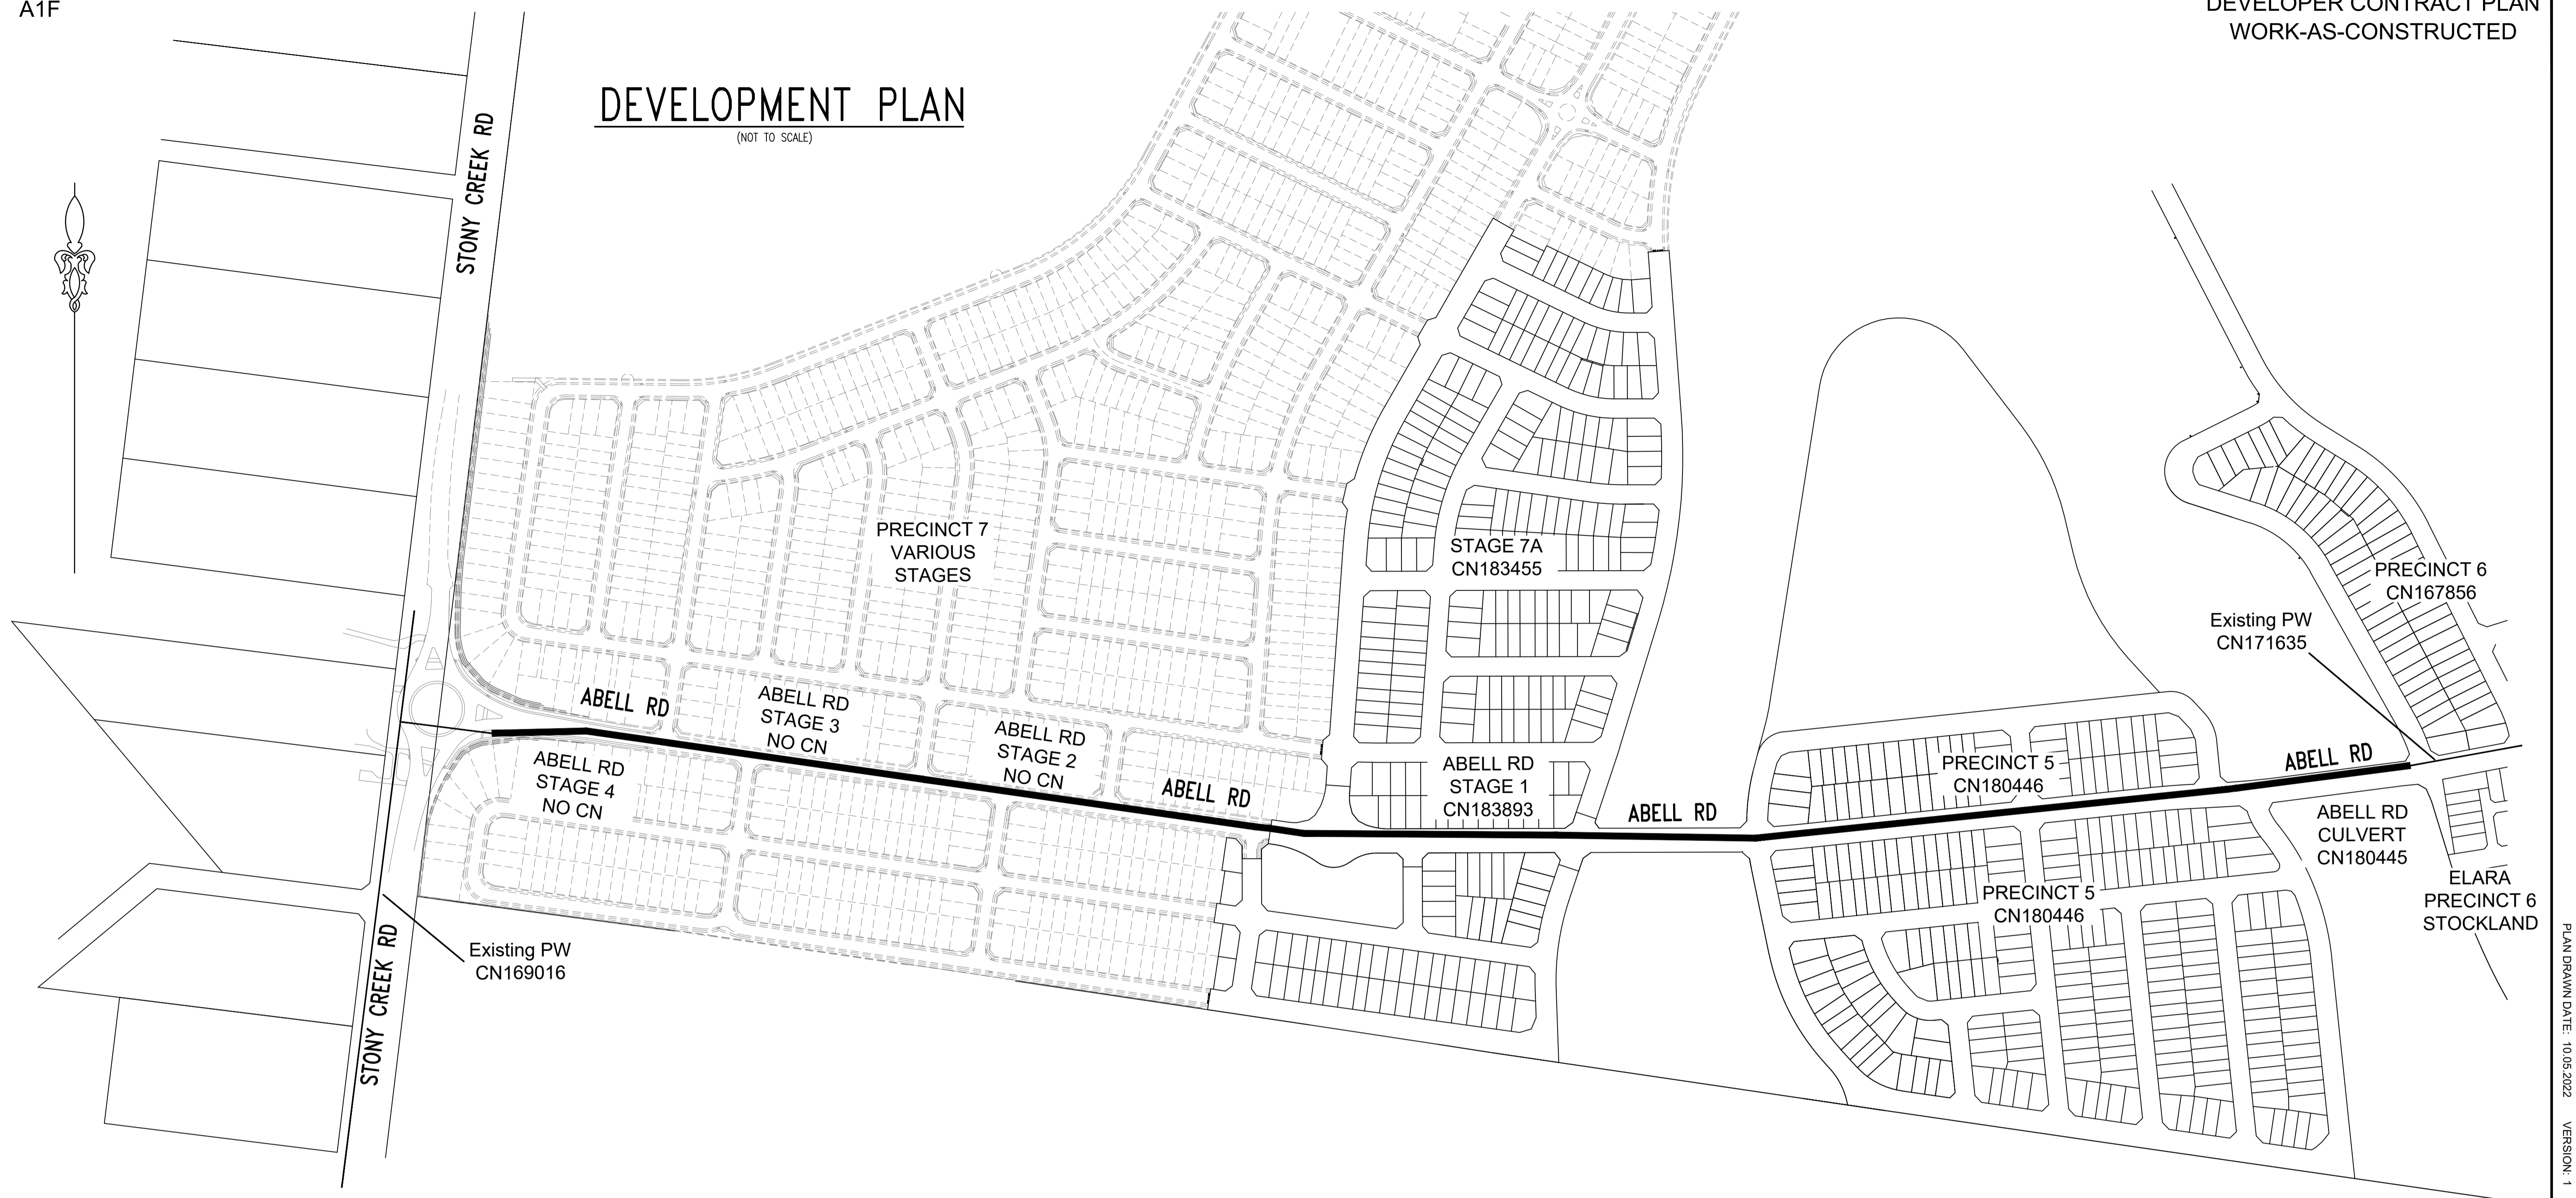 A1F
DEVELOPER CONTRACT PLAN
WORK-AS-CONSTRUCTED
DEVELOPMENT PLAN
(NOT TO SCALE)
STONY CREEK RD
PRECINCT 7
VARIOUS
STAGES
STAGE 7A
CN183455
PRECINCT 6
CN167856
Existing PW
CN171635
ABELL RD
ABELL RD
STAGE 3
NO CN
ABELL RD
STAGE 2
NO CN
ABELL RD
STAGE 4
NO CN
ABELL RD
ABELL RD
STAGE 1
CN183893
ABELL RD
PRECINCT 5
CN180446
ABELL RD
ABELL RD
CULVERT
CN180445
PRECINCT 5
CN180446
ELARA
PRECINCT 6
STOCKLAND
Existing PW
CN169016
STONY CREEK RD
PLAN DRAWN DATE: 10.05.2022 VERSION: 1